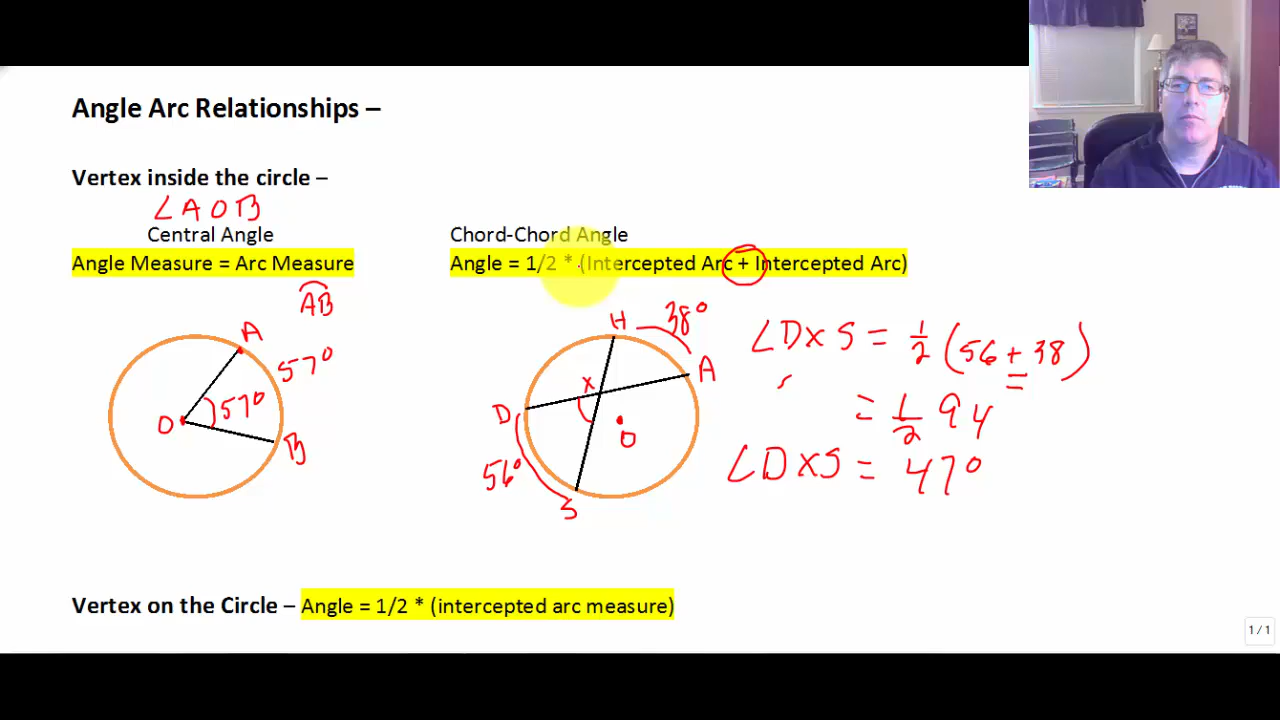 Angle Arc Relationships –
Vertex inside the circle –
∠AOB
Central Angle
Angle Measure = Arc Measure
AB
A
57°
57°
O
B
Chord-Chord Angle
Angle = 1/2 * (Intercepted Arc + Intercepted Arc)
H
38°
A
X
D
O
56°
S
∠DXS = 1/2 (56 + 38)
= 1/2 94
∠DXS = 47°
Vertex on the Circle – Angle = 1/2 * (intercepted arc measure)
1 / 1